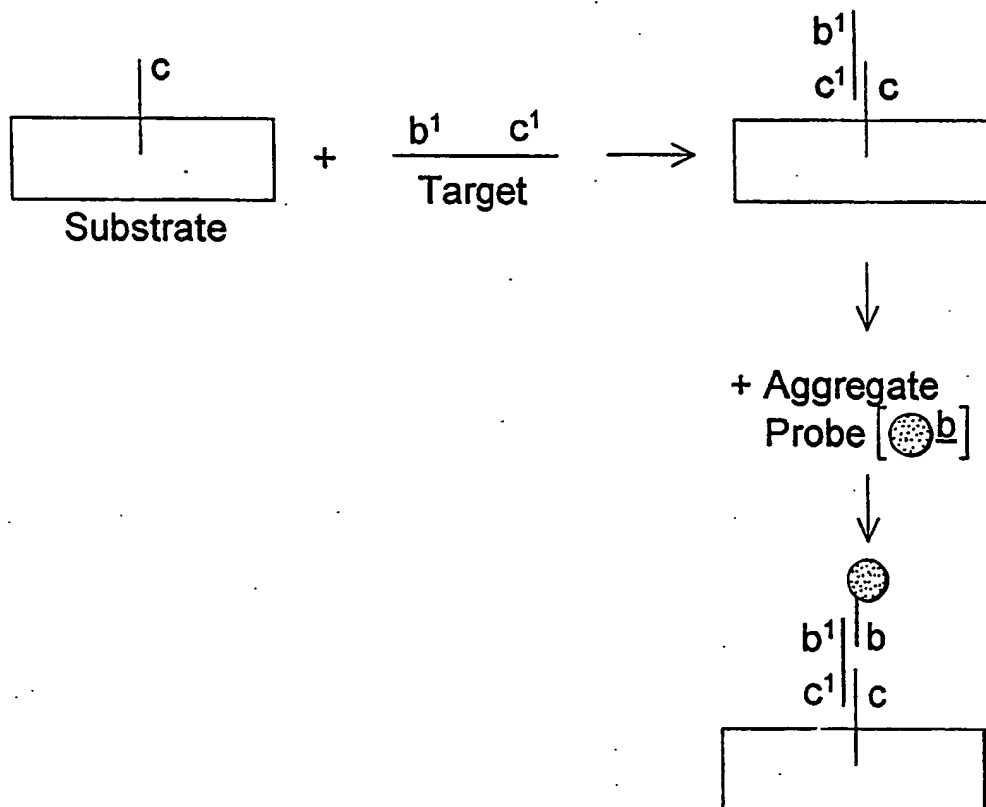 c
Substrate
+
b¹ c¹
Target
b¹
c¹ c
+ Aggregate
Probe [ b]
b¹ b
c¹ c